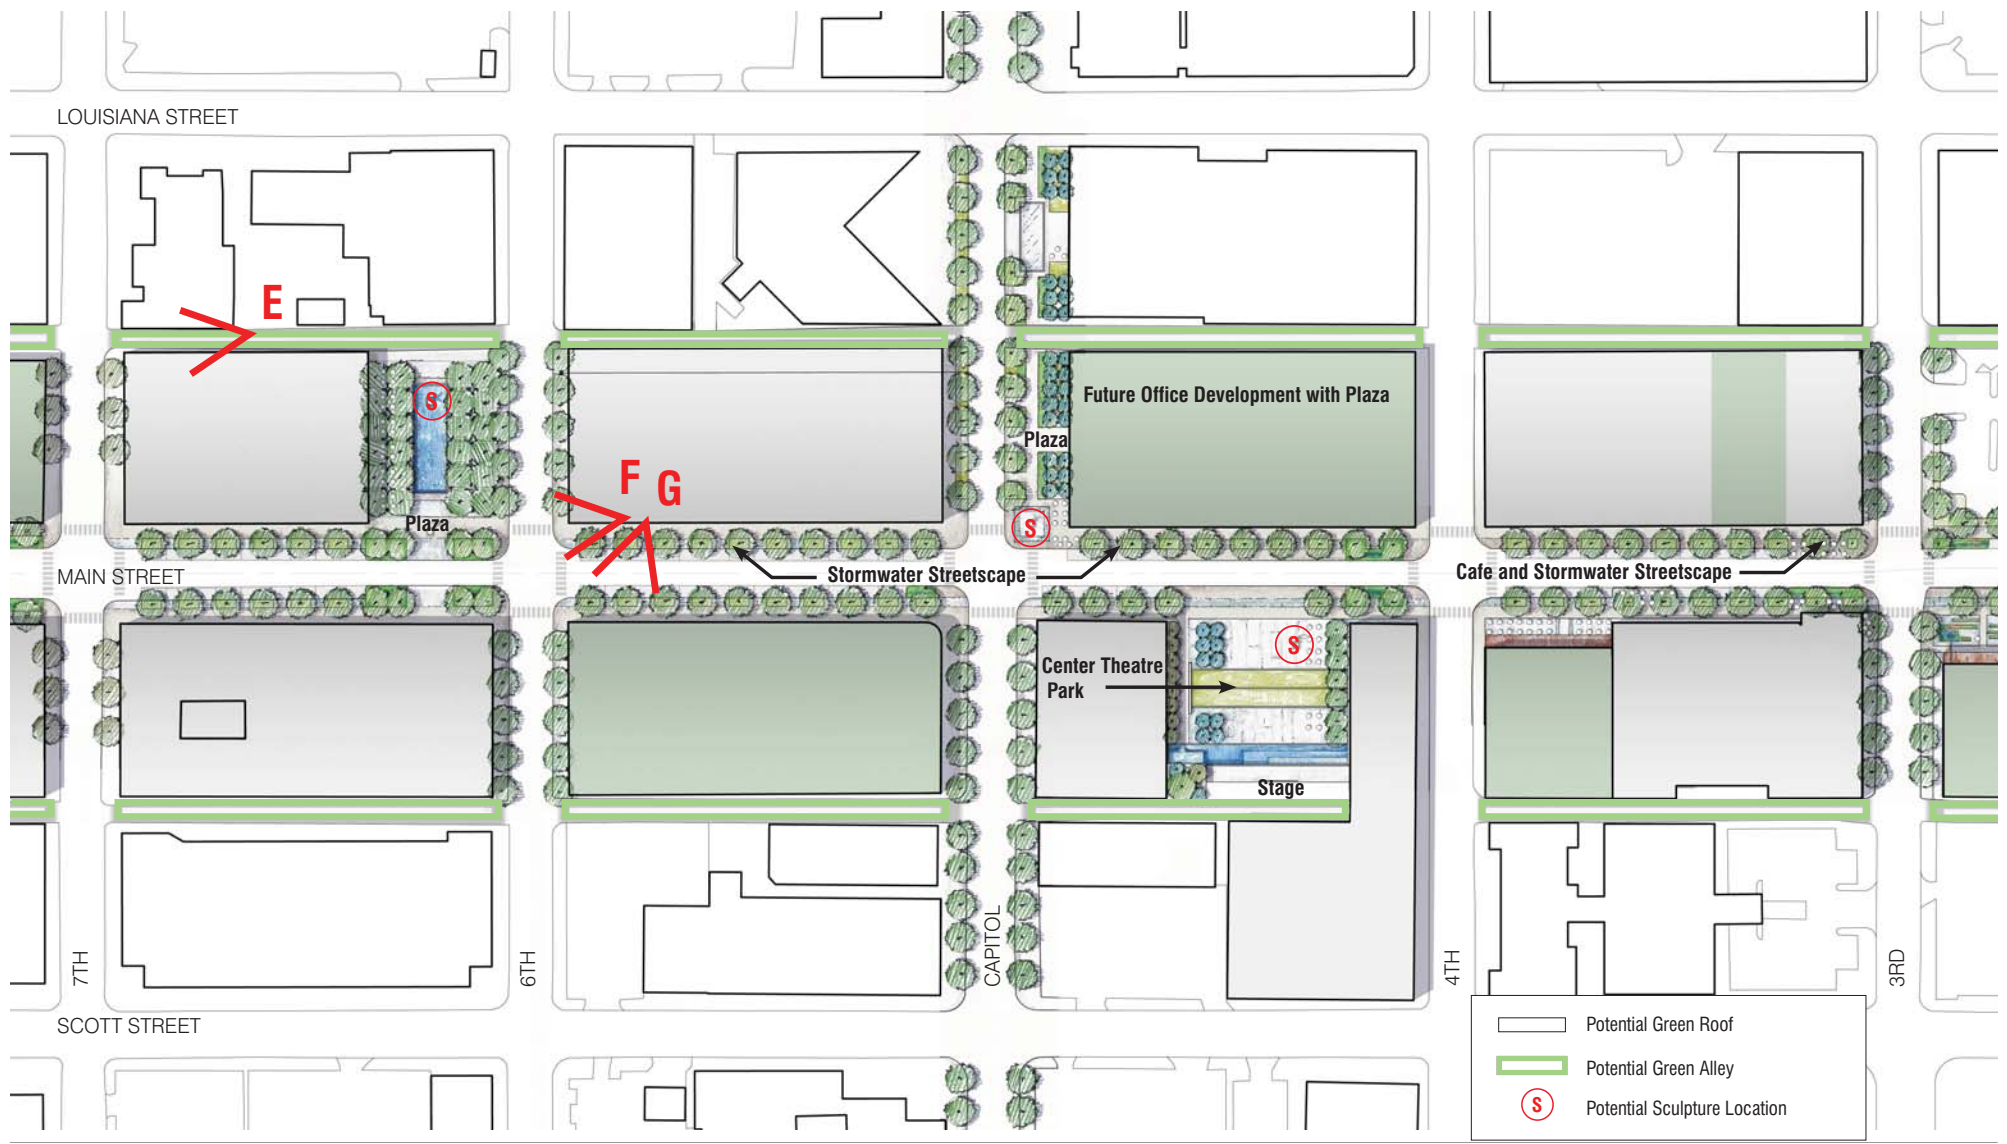 LOUISIANA STREET
E
S
Future Office Development with Plaza
Plaza
F G
S
Plaza
Stormwater Streetscape
Cafe and Stormwater Streetscape
MAIN STREET
S
Center Theatre
Park
Stage
7TH
6TH
CAPITOL
4TH
3RD
SCOTT STREET
Potential Green Roof
Potential Green Alley
S Potential Sculpture Location